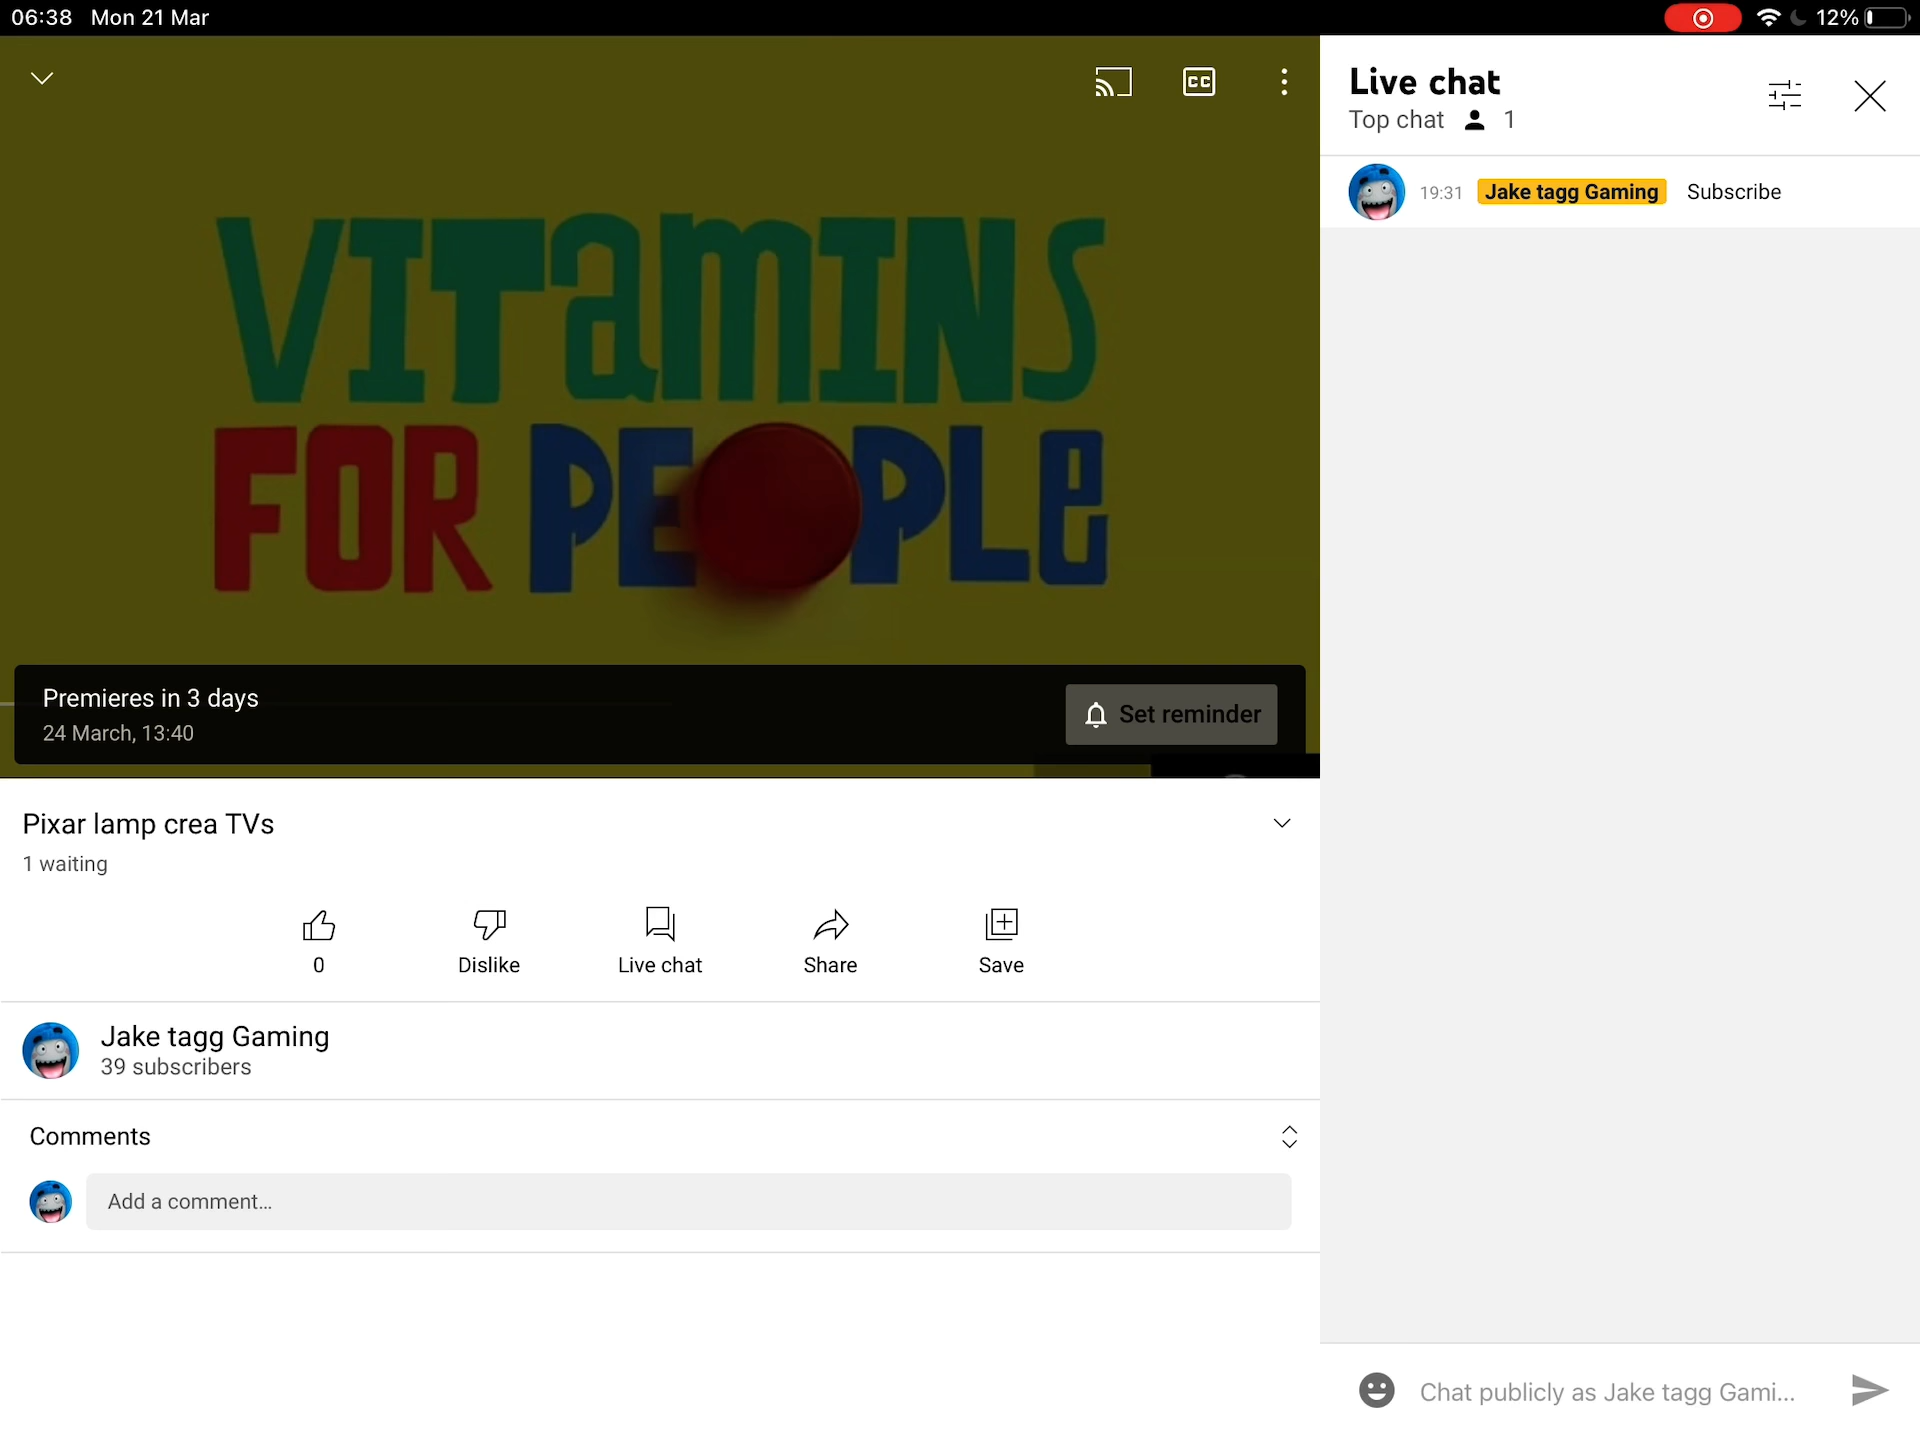 06:38 Mon 21 Mar
12%
CC
VITamINS
FOR PEOPLe
Premieres in 3 days
24 March, 13:40
Set reminder
Pixar lamp crea TVs
1 waiting
0
Dislike
Live chat
Share
Save
Jake tagg Gaming
39 subscribers
Comments
Add a comment...
Live chat
Top chat 1
19:31 Jake tagg Gaming Subscribe
Chat publicly as Jake tagg Gami...